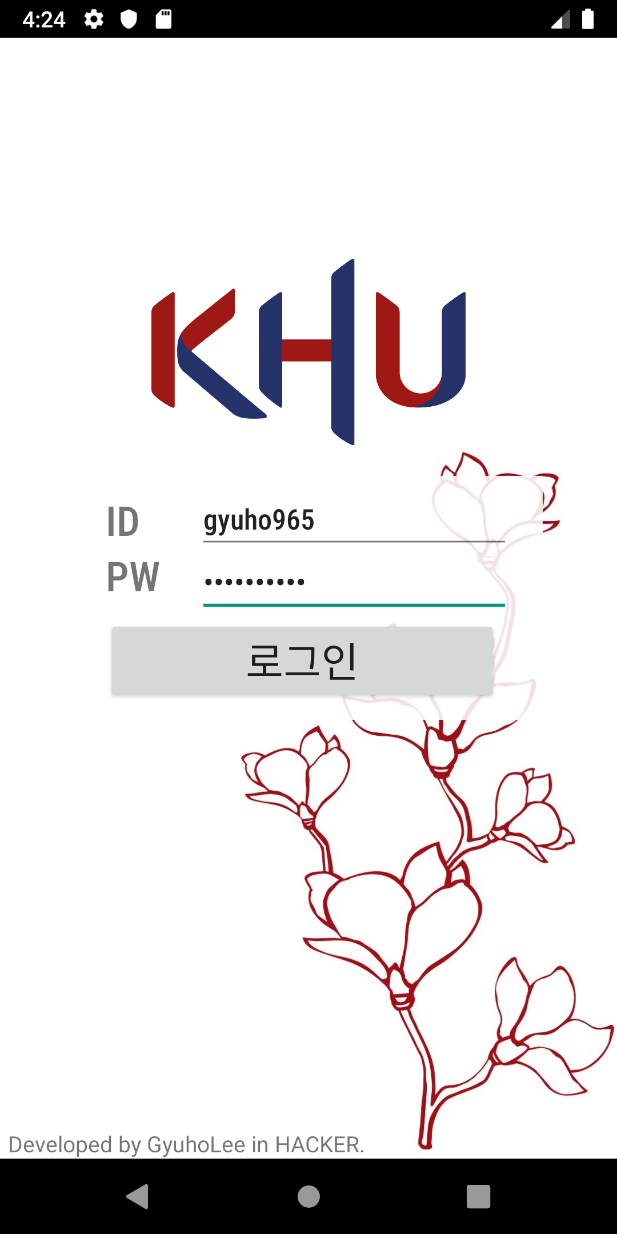 4:24
KHU
ID
gyuho965
PW
••••••••••
로그인
Developed by GyuhoLee in HACKER.